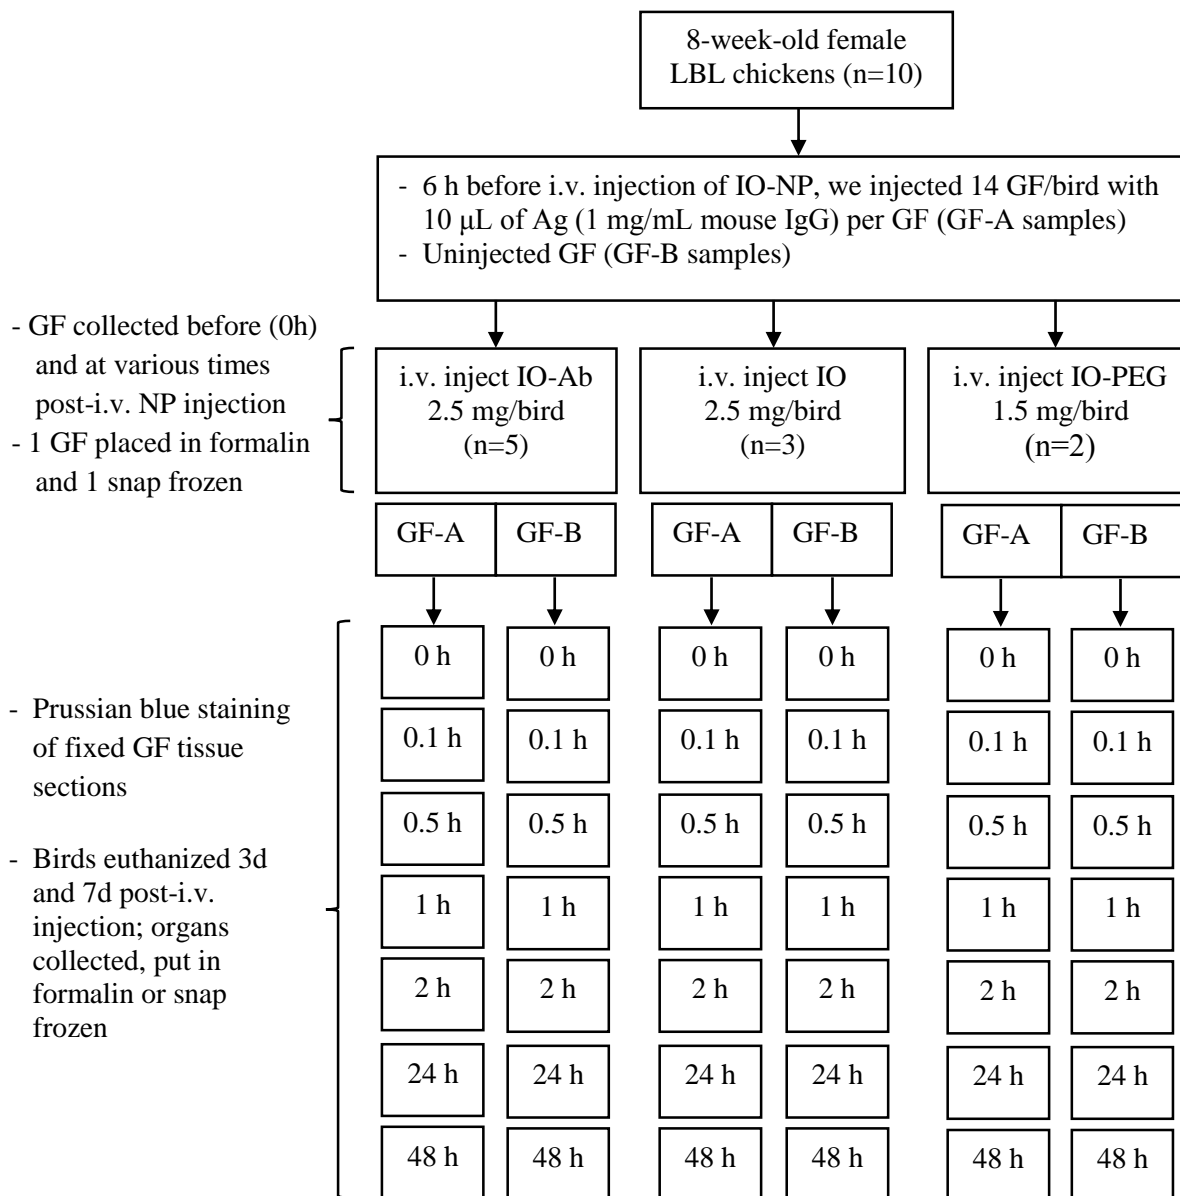 8-week-old female
LBL chickens (n=10)
- 6 h before i.v. injection of IO-NP, we injected 14 GF/bird with
10 µL of Ag (1 mg/mL mouse IgG) per GF (GF-A samples)
- Uninjected GF (GF-B samples)
- GF collected before (0h)
and at various times
post-i.v. NP injection
- 1 GF placed in formalin
and 1 snap frozen
i.v. inject IO-Ab
2.5 mg/bird
(n=5)
i.v. inject IO
2.5 mg/bird
(n=3)
i.v. inject IO-PEG
1.5 mg/bird
(n=2)
GF-A GF-B GF-A GF-B GF-A GF-B
- Prussian blue staining
of fixed GF tissue
sections
- Birds euthanized 3d
and 7d post-i.v.
injection; organs
collected, put in
formalin or snap
frozen
0 h 0 h 0 h 0 h 0 h 0 h
0.1 h 0.1 h 0.1 h 0.1 h 0.1 h 0.1 h
0.5 h 0.5 h 0.5 h 0.5 h 0.5 h 0.5 h
1 h 1 h 1 h 1 h 1 h 1 h
2 h 2 h 2 h 2 h 2 h 2 h
24 h 24 h 24 h 24 h 24 h 24 h
48 h 48 h 48 h 48 h 48 h 48 h